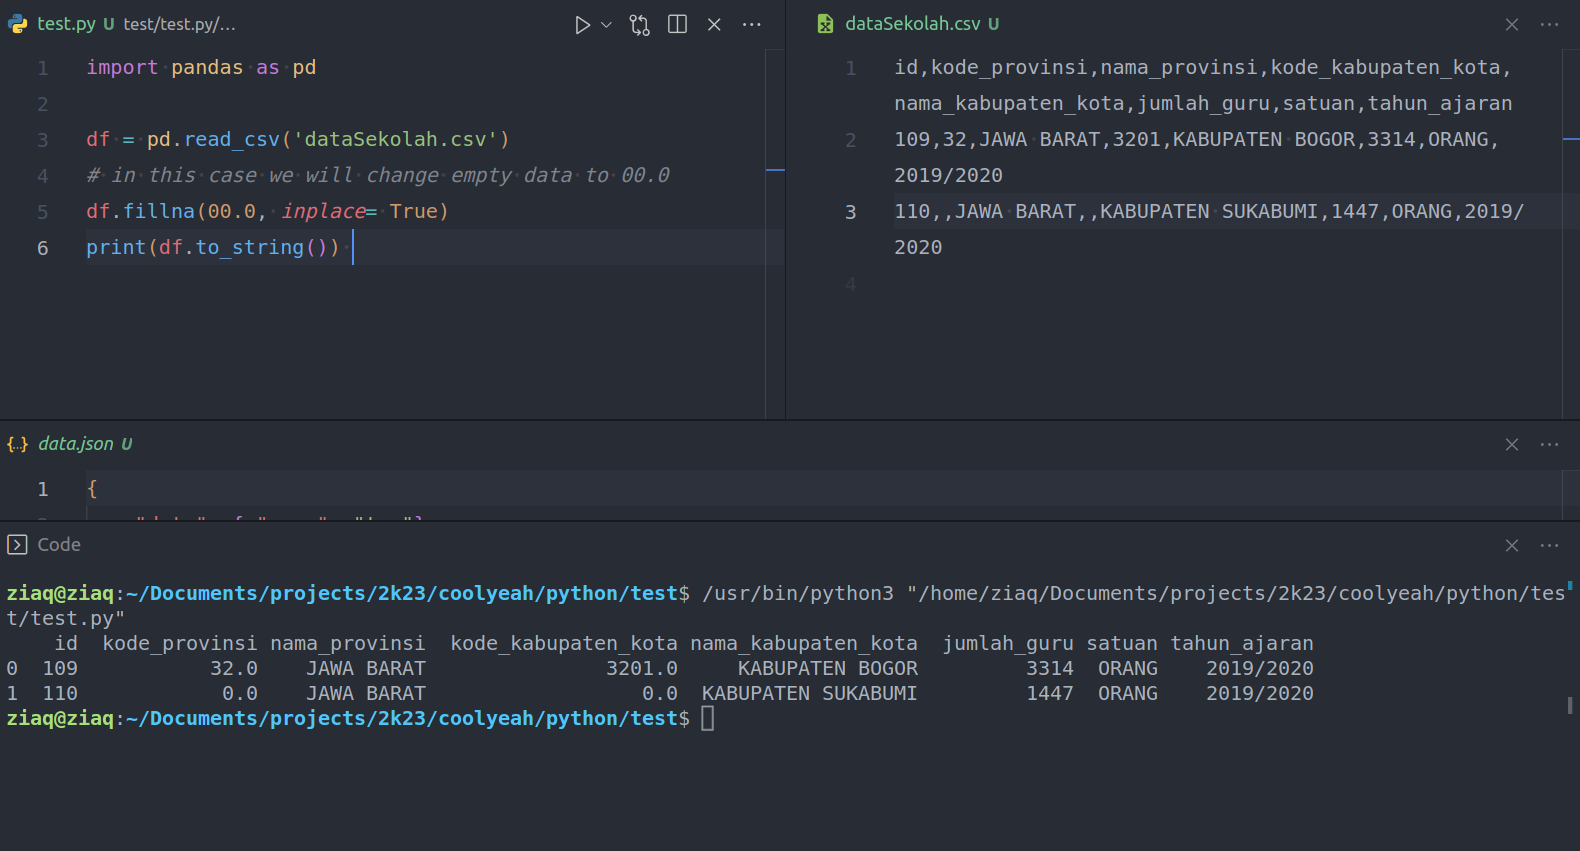 test.py U test/test.py/...
1 import pandas as pd
2
3 df = pd.read_csv('dataSekolah.csv')
4 # in this case we will change empty data to 00.0
5 df.fillna(00.0, inplace= True)
6 print(df.to_string())
dataSekolah.csv U
1 id,kode_provinsi,nama_provinsi,kode_kabupaten_kota,
nama_kabupaten_kota,jumlah_guru,satuan,tahun_ajaran
2 109,32,JAWA BARAT,3201,KABUPATEN BOGOR,3314,ORANG,
2019/2020
3 110,,JAWA BARAT,,KABUPATEN SUKABUMI,1447,ORANG,2019/
2020
4
data.json U
1 {
Code
ziaq@ziaq:~/Documents/projects/2k23/coolyeah/python/test$ /usr/bin/python3 "/home/ziaq/Documents/projects/2k23/coolyeah/python/tes
t/test.py"
id kode_provinsi nama_provinsi kode_kabupaten_kota nama_kabupaten_kota jumlah_guru satuan tahun_ajaran
0 109 32.0 JAWA BARAT 3201.0 KABUPATEN BOGOR 3314 ORANG 2019/2020
1 110 0.0 JAWA BARAT 0.0 KABUPATEN SUKABUMI 1447 ORANG 2019/2020
ziaq@ziaq:~/Documents/projects/2k23/coolyeah/python/test$